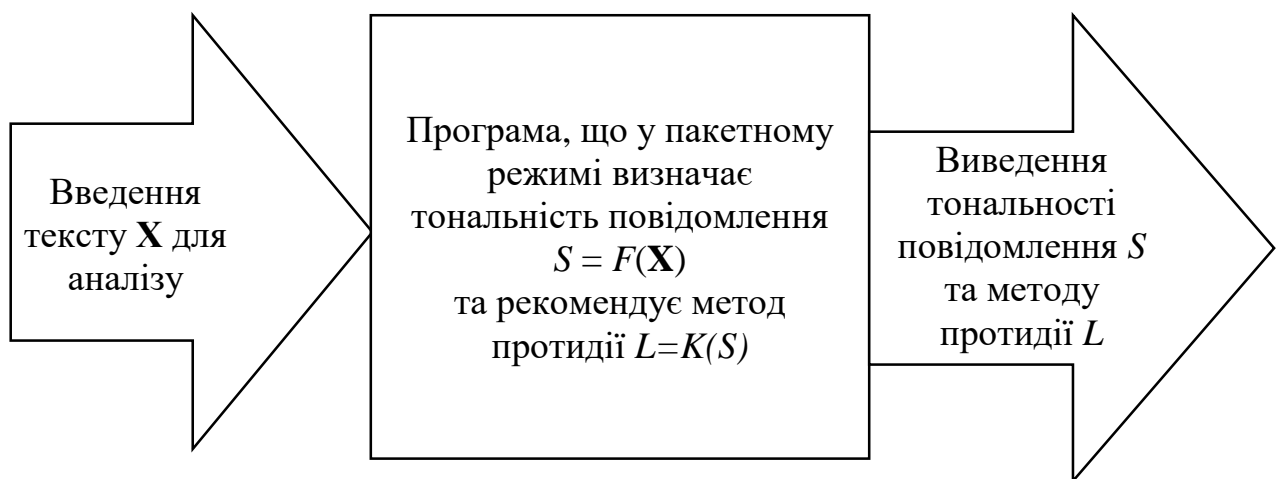 Введення
тексту X для
аналізу
Програма, що у пакетному
режимі визначає
тональність повідомлення
S = F(X)
та рекомендує метод
протидії L=K(S)
Виведення
тональності
повідомлення S
та методу
протидії L